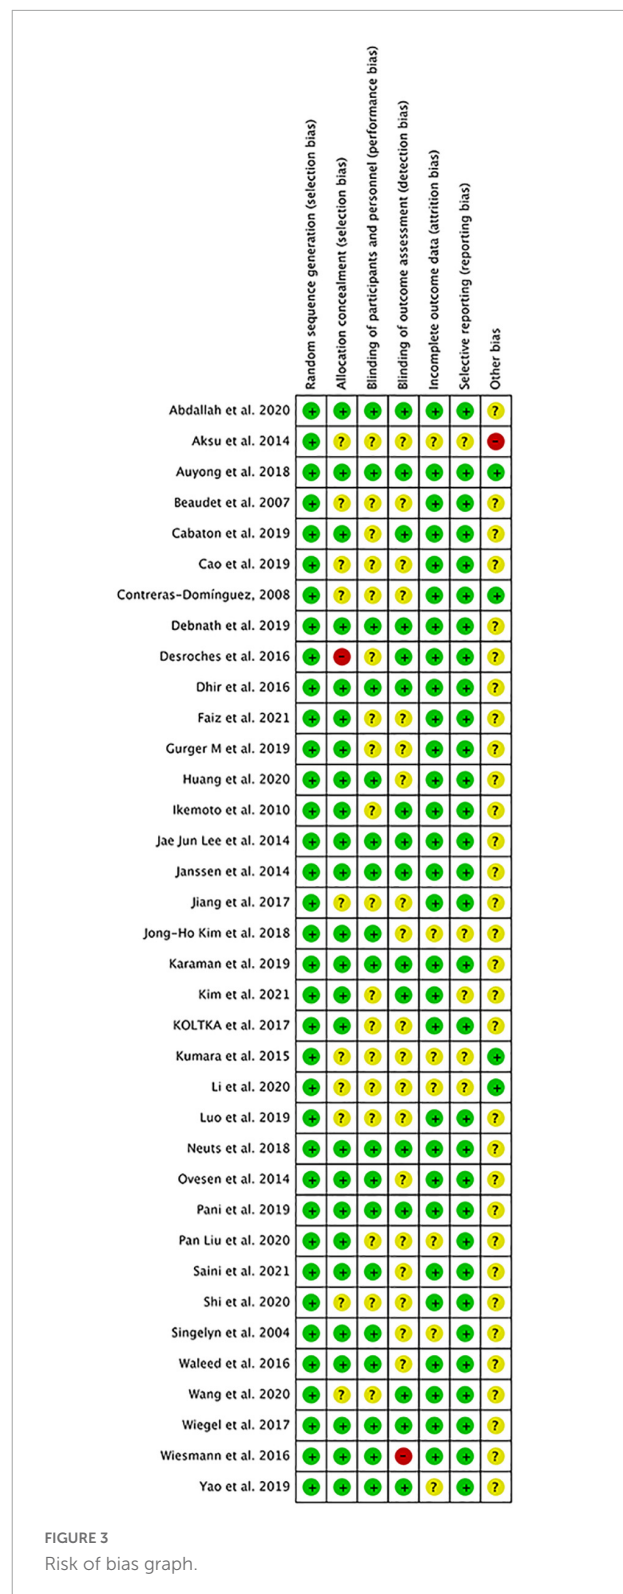 Random sequence generation (selection bias)
Allocation concealment (selection bias)
Blinding of participants and personnel (performance bias)
Blinding of outcome assessment (detection bias)
Incomplete outcome data (attrition bias)
Selective reporting (reporting bias)
Other bias
Abdallah et al. 2020 + + + + + + ?
Aksu et al. 2014 + ? ? ? ? ? -
Auyong et al. 2018 + + + + + + +
Beaudet et al. 2007 + ? ? ? + + ?
Cabaton et al. 2019 + + ? + + + ?
Cao et al. 2019 + ? ? ? + + ?
Contreras-Domínguez, 2008 + ? ? ? + + +
Debnath et al. 2019 + + + + + + ?
Desroches et al. 2016 + - ? + + + ?
Dhir et al. 2016 + + + + + + ?
Faiz et al. 2021 + + ? ? + + ?
Gurger M et al. 2019 + + ? ? + + ?
Huang et al. 2020 + + + ? + + ?
Ikemoto et al. 2010 + + ? + + + ?
Jae Jun Lee et al. 2014 + + + + + + ?
Janssen et al. 2014 + + + + + + ?
Jiang et al. 2017 + ? ? ? + + ?
Jong-Ho Kim et al. 2018 + + + ? ? ? ?
Karaman et al. 2019 + + + + + + ?
Kim et al. 2021 + + ? + + ? ?
KOLTKA et al. 2017 + + ? ? + + ?
Kumara et al. 2015 + ? ? ? ? ? +
Li et al. 2020 + ? ? ? ? ? +
Luo et al. 2019 + ? ? ? + + ?
Neuts et al. 2018 + + + + + + ?
Ovesen et al. 2014 + + + ? + + ?
Pani et al. 2019 + + + + + + ?
Pan Liu et al. 2020 + + ? ? ? + ?
Saini et al. 2021 + + + ? + + ?
Shi et al. 2020 + ? ? ? + + ?
Singelyn et al. 2004 + + + ? ? + ?
Waleed et al. 2016 + + + ? + + ?
Wang et al. 2020 + ? ? + + + ?
Wiegel et al. 2017 + + + + + + ?
Wiesmann et al. 2016 + + + - + + ?
Yao et al. 2019 + + + + ? + ?
FIGURE 3
Risk of bias graph.